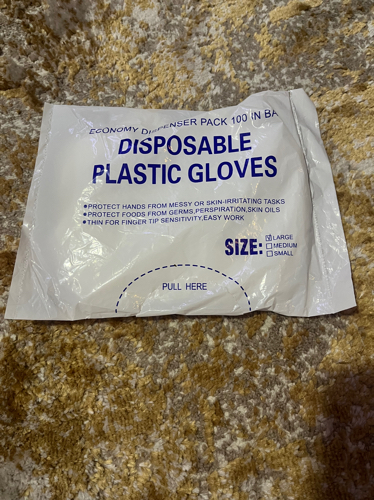 ECONOMY DISPENSER PACK 100 IN BA
DISPOSABLE
PLASTIC GLOVES
●PROTECT HANDS FROM MESSY OR SKIN-IRRITATING TASKS
●PROTECT FOODS FROM GERMS,PERSPIRATION,SKIN OILS
●THIN FOR FINGER TIP SENSITIVITY,EASY WORK
SiZE: ☑LARGE
☐MEDIUM
☐SMALL
PULL HERE